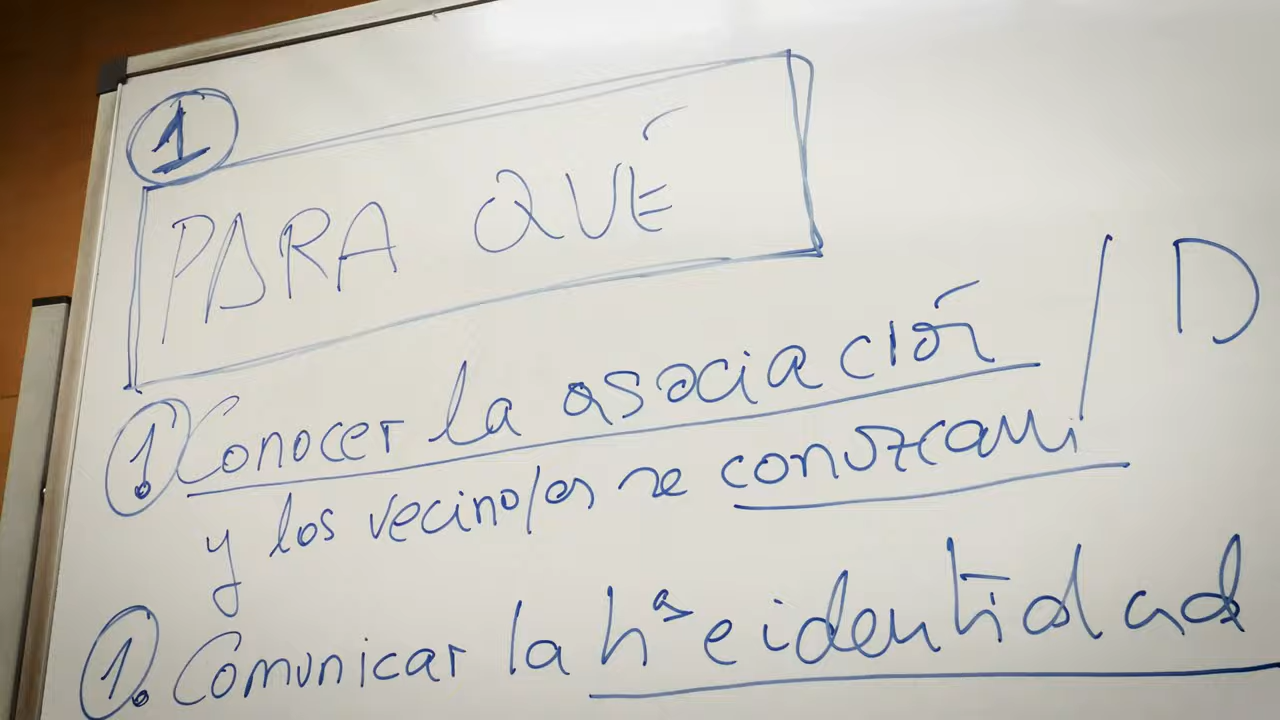 1
PARA QUÉ
1. Conocer la asociación / D
y los vecino/as se conozcan
1. Comunicar la hª e identidad